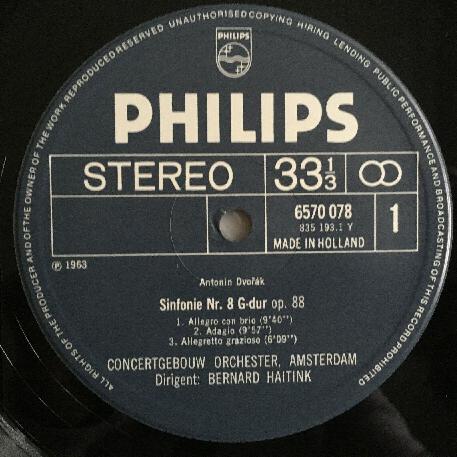 ALL RIGHTS OF THE PRODUCER AND OF THE OWNER OF THE WORK REPRODUCED RESERVED UNAUTHORISED COPYING HIRING LENDING PUBLIC PERFORMANCE AND BROADCASTING OF THIS RECORD PROHIBITED
PHILIPS
PHILIPS
STEREO 33 1/3
6570 078 1
835 193.1 Y
MADE IN HOLLAND
℗ 1963
Antonin Dvořák
Sinfonie Nr. 8 G-dur op. 88
1. Allegro con brio (9'40'')
2. Adagio (9'57'')
3. Allegretto grazioso (6'09'')
CONCERTGEBOUW ORCHESTER, AMSTERDAM
Dirigent: BERNARD HAITINK